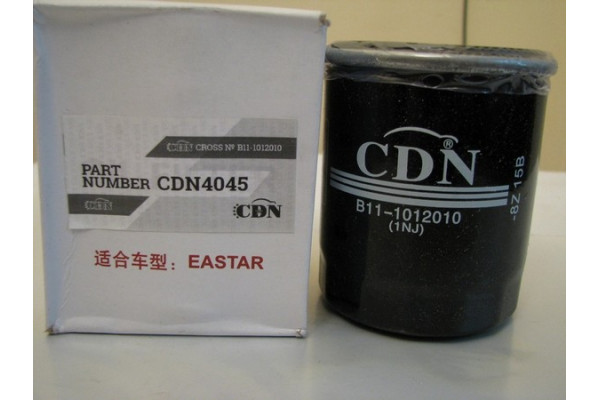 CDN CROSS № B11-1012010
PART
NUMBER CDN4045
CDN
CDN
适合车型：EASTAR
CDN®
B11-1012010
(1NJ)
-8Z 15B